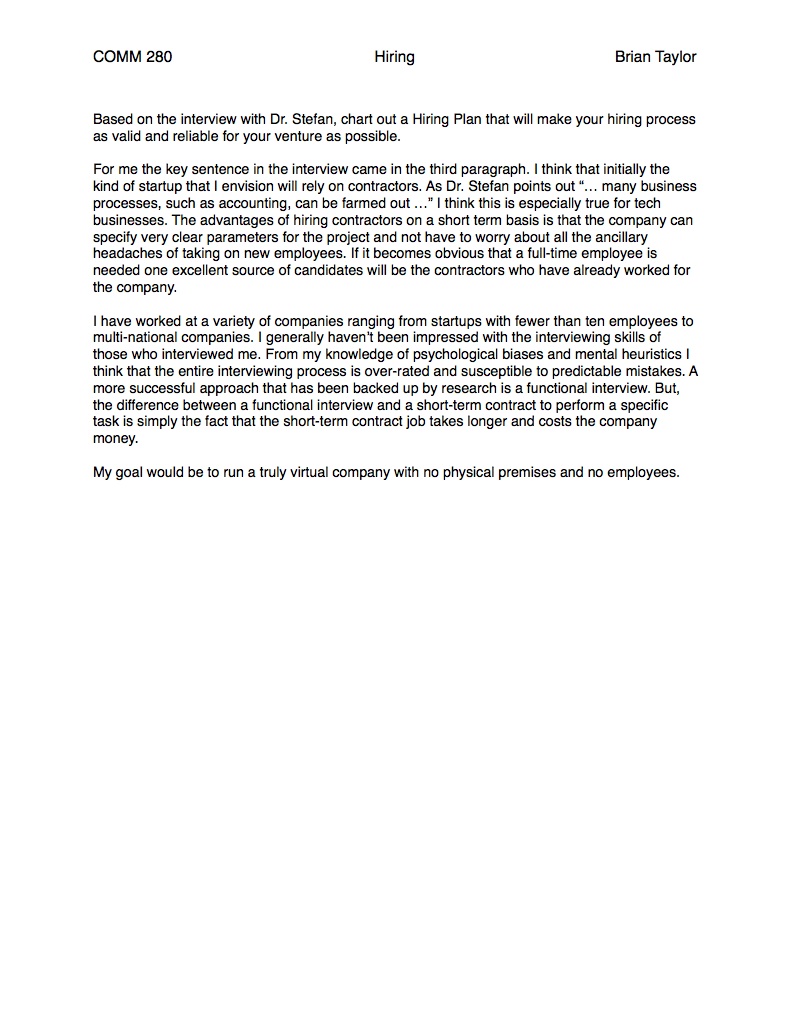 COMM 280 Hiring Brian Taylor
Based on the interview with Dr. Stefan, chart out a Hiring Plan that will make your hiring process
as valid and reliable for your venture as possible.
For me the key sentence in the interview came in the third paragraph. I think that initially the
kind of startup that I envision will rely on contractors. As Dr. Stefan points out “… many business
processes, such as accounting, can be farmed out …” I think this is especially true for tech
businesses. The advantages of hiring contractors on a short term basis is that the company can
specify very clear parameters for the project and not have to worry about all the ancillary
headaches of taking on new employees. If it becomes obvious that a full-time employee is
needed one excellent source of candidates will be the contractors who have already worked for
the company.
I have worked at a variety of companies ranging from startups with fewer than ten employees to
multi-national companies. I generally haven’t been impressed with the interviewing skills of
those who interviewed me. From my knowledge of psychological biases and mental heuristics I
think that the entire interviewing process is over-rated and susceptible to predictable mistakes. A
more successful approach that has been backed up by research is a functional interview. But,
the difference between a functional interview and a short-term contract to perform a specific
task is simply the fact that the short-term contract job takes longer and costs the company
money.
My goal would be to run a truly virtual company with no physical premises and no employees.